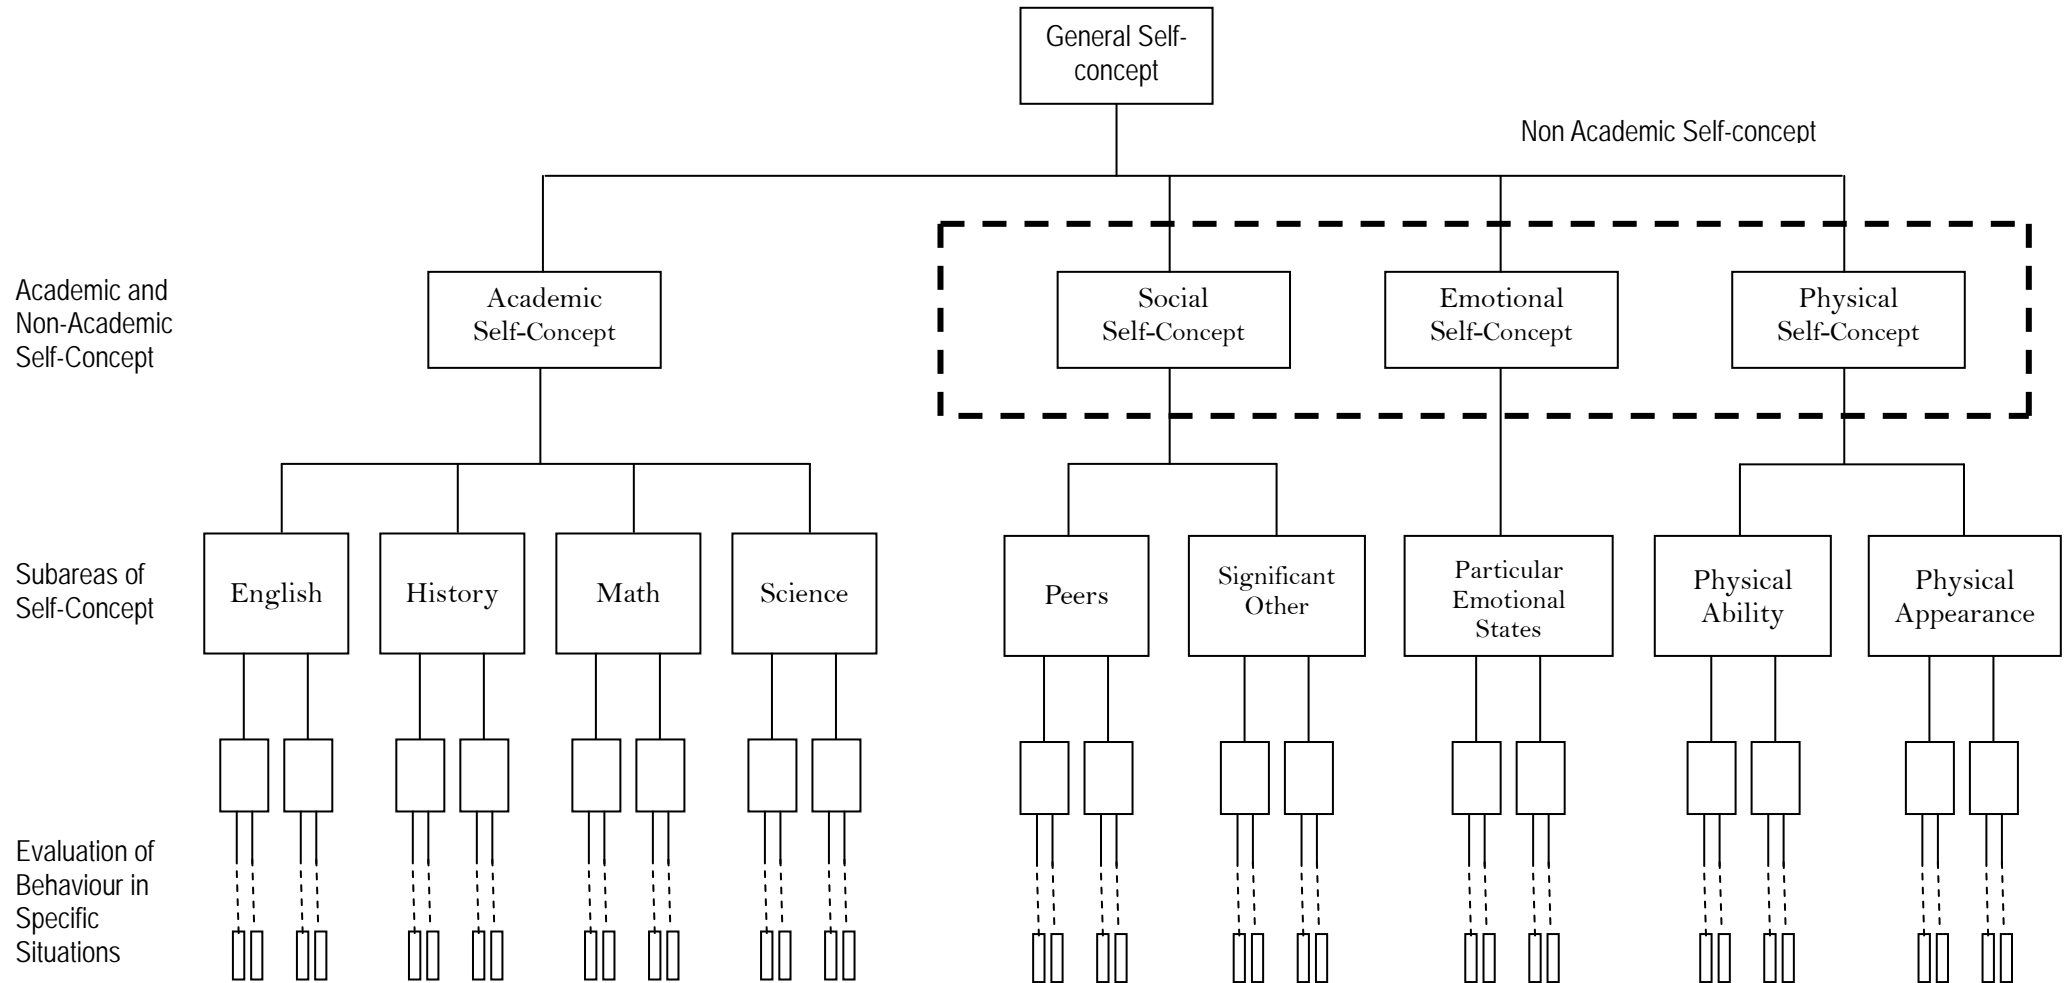 General Self-
concept
Non Academic Self-concept
Academic and
Non-Academic
Self-Concept
Academic
Self-Concept
Social
Self-Concept
Emotional
Self-Concept
Physical
Self-Concept
Subareas of
Self-Concept
English
History
Math
Science
Peers
Significant
Other
Particular
Emotional
States
Physical
Ability
Physical
Appearance
Evaluation of
Behaviour in
Specific
Situations